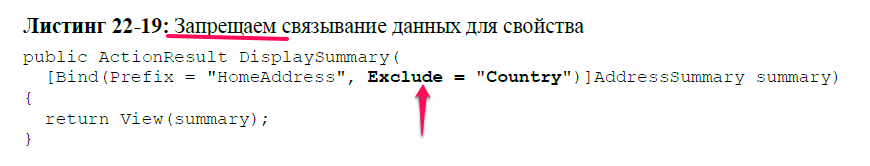 Листинг 22-19: Запрещаем связывание данных для свойства
public ActionResult DisplaySummary(
[Bind(Prefix = "HomeAddress", Exclude = "Country")]AddressSummary summary)
{
return View(summary);
}